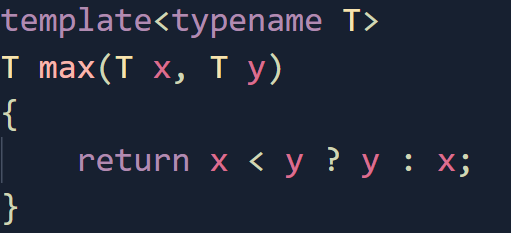 template<typename T>
T max(T x, T y)
{
    return x < y ? y : x;
}